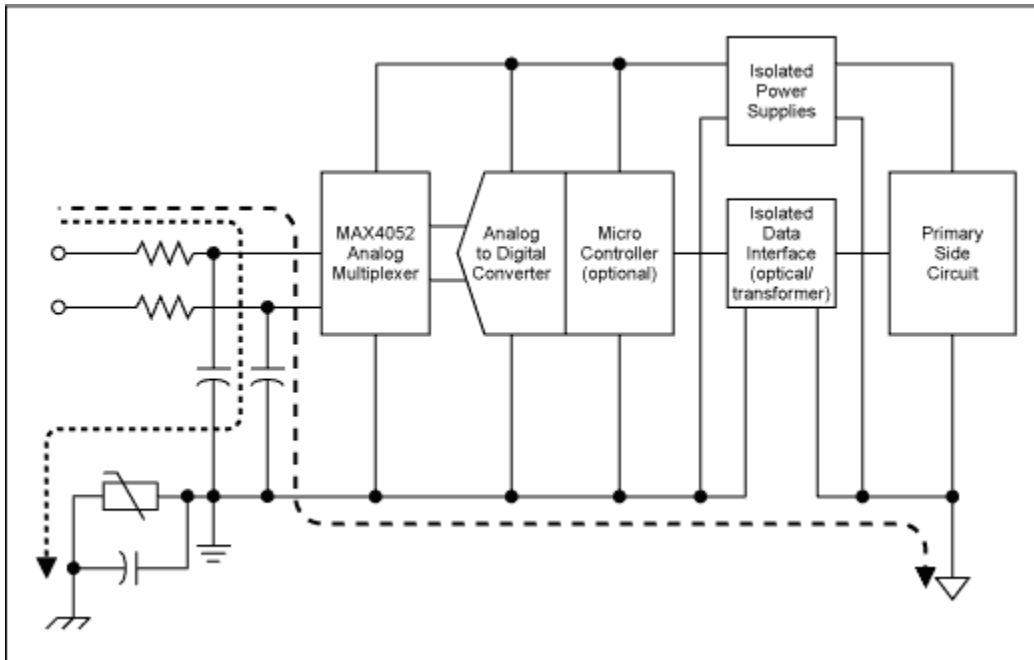 Isolated
Power
Supplies
MAX4052
Analog
Multiplexer
Analog
to Digital
Converter
Micro
Controller
(optional)
Isolated
Data
Interface
(optical/
transformer)
Primary
Side
Circuit